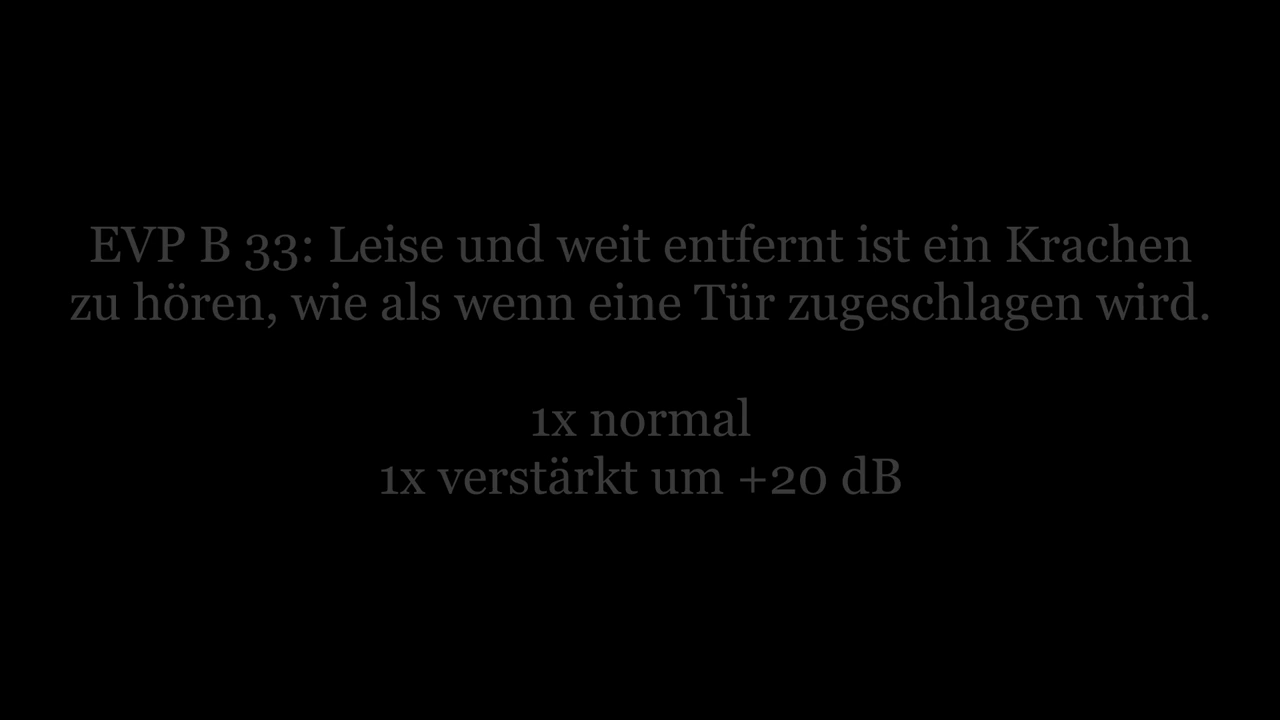 EVP B 33: Leise und weit entfernt ist ein Krachen
zu hören, wie als wenn eine Tür zugeschlagen wird.
1x normal
1x verstärkt um +20 dB